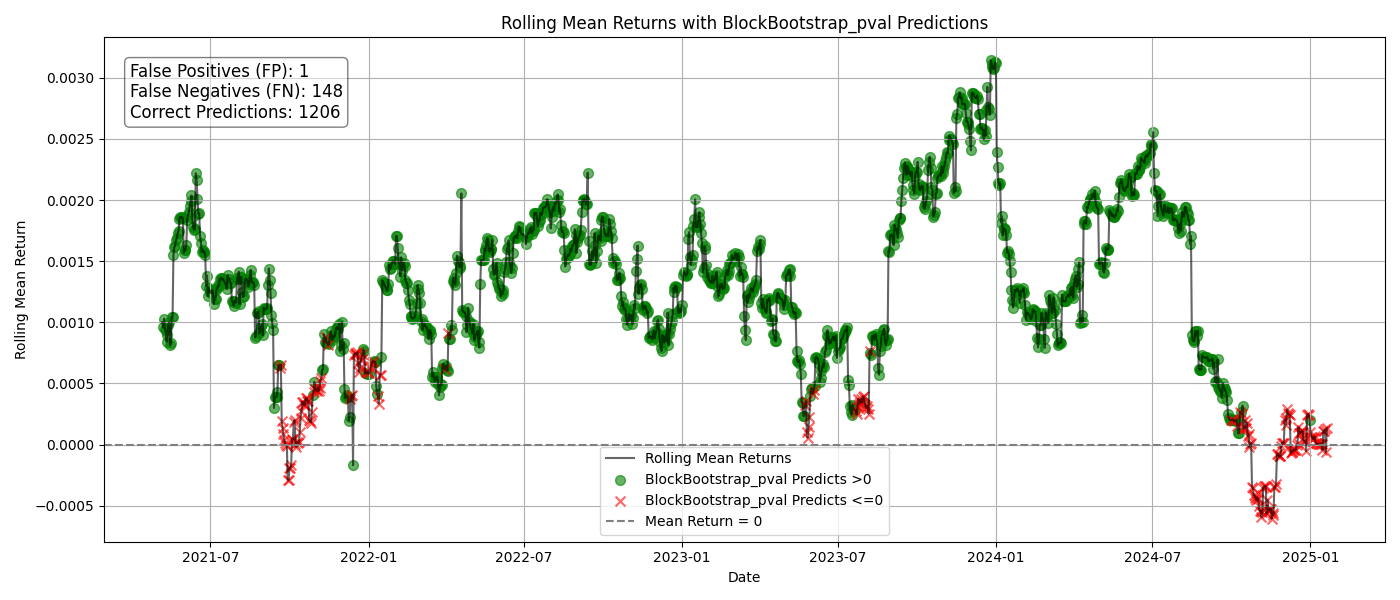 Rolling Mean Returns with BlockBootstrap_pval Predictions
False Positives (FP): 1
False Negatives (FN): 148
Correct Predictions: 1206
Rolling Mean Return
0.0030
0.0025
0.0020
0.0015
0.0010
0.0005
0.0000
−0.0005
Rolling Mean Returns
BlockBootstrap_pval Predicts >0
BlockBootstrap_pval Predicts <=0
Mean Return = 0
2021-07 2022-01 2022-07 2023-01 2023-07 2024-01 2024-07 2025-01
Date